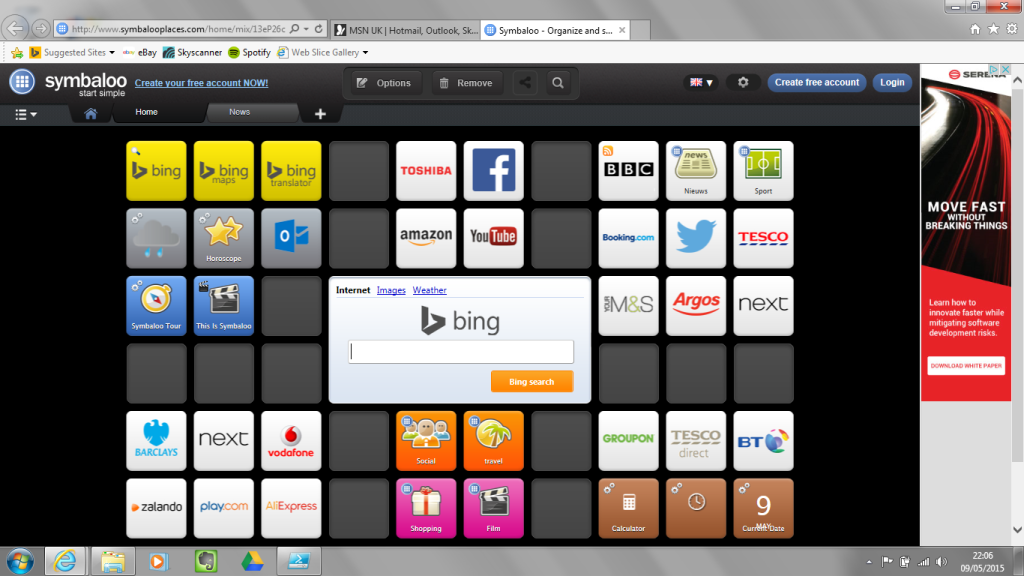 http://www.symbalooplaces.com/home/mix/13eP26c
MSN UK | Hotmail, Outlook, Sk...
Symbaloo - Organize and s...
Suggested Sites
eBay
Skyscanner
Spotify
Web Slice Gallery
symbaloo
start simple
Create your free account NOW!
Options
Remove
Create free account
Login
Home
News
bing
bing
maps
bing
translator
TOSHIBA
BBC
news
Nieuws
Sport
Horoscope
amazon
YouTube
Booking.com
TESCO
Symbaloo Tour
This Is Symbaloo
Internet
Images
Weather
bing
Bing search
YOUR M&S
Argos
next
BARCLAYS
next
vodafone
Social
travel
GROUPON
TESCO
direct
BT
zalando
play.com
AliExpress
Shopping
Film
Calculator
9
MAY
Current Date
SERENA
MOVE FAST
WITHOUT
BREAKING THINGS
Learn how to
innovate faster while
mitigating software
development risks.
DOWNLOAD WHITE PAPER
22:06
09/05/2015